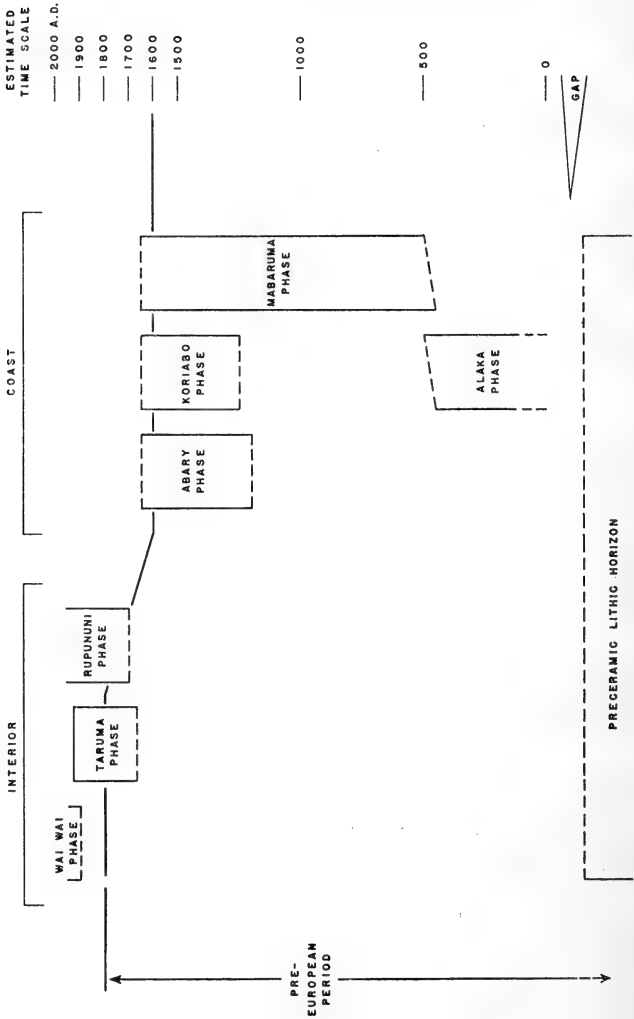 INTERIOR
COAST
ESTIMATED
TIME SCALE
2000 A.D.
1900
1800
1700
1600
1500
1000
500
0
GAP
WAI WAI
PHASE
TARUMA
PHASE
RUPUNUNI
PHASE
ABARY
PHASE
KORIABO
PHASE
MABARUMA
PHASE
ALAKA
PHASE
PRE-
EUROPEAN
PERIOD
PRECERAMIC LITHIC HORIZON